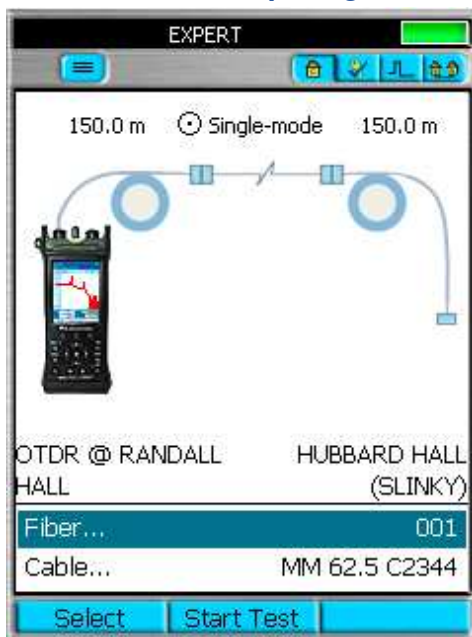 EXPERT
150.0 m Single-mode 150.0 m
OTDR @ RANDALL HALL
HUBBARD HALL (SLINKY)
Fiber... 001
Cable... MM 62.5 C2344
Select Start Test